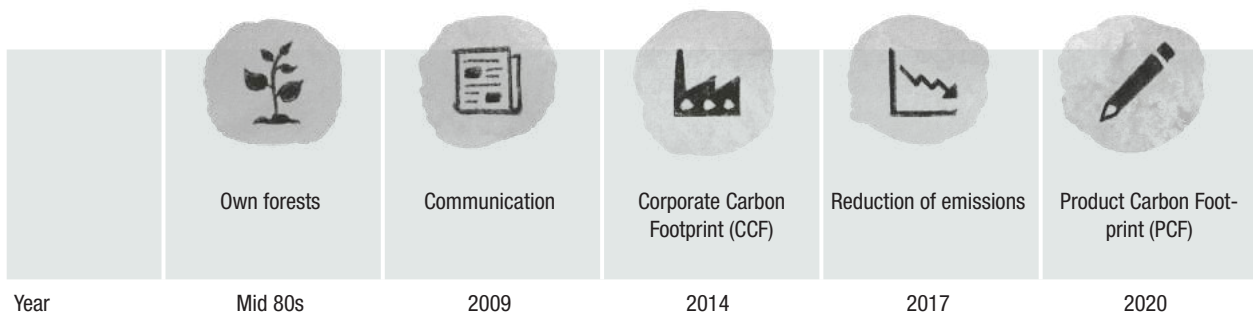 Own forests
Communication
Corporate Carbon
Footprint (CCF)
Reduction of emissions
Product Carbon Foot-
print (PCF)
Year
Mid 80s
2009
2014
2017
2020